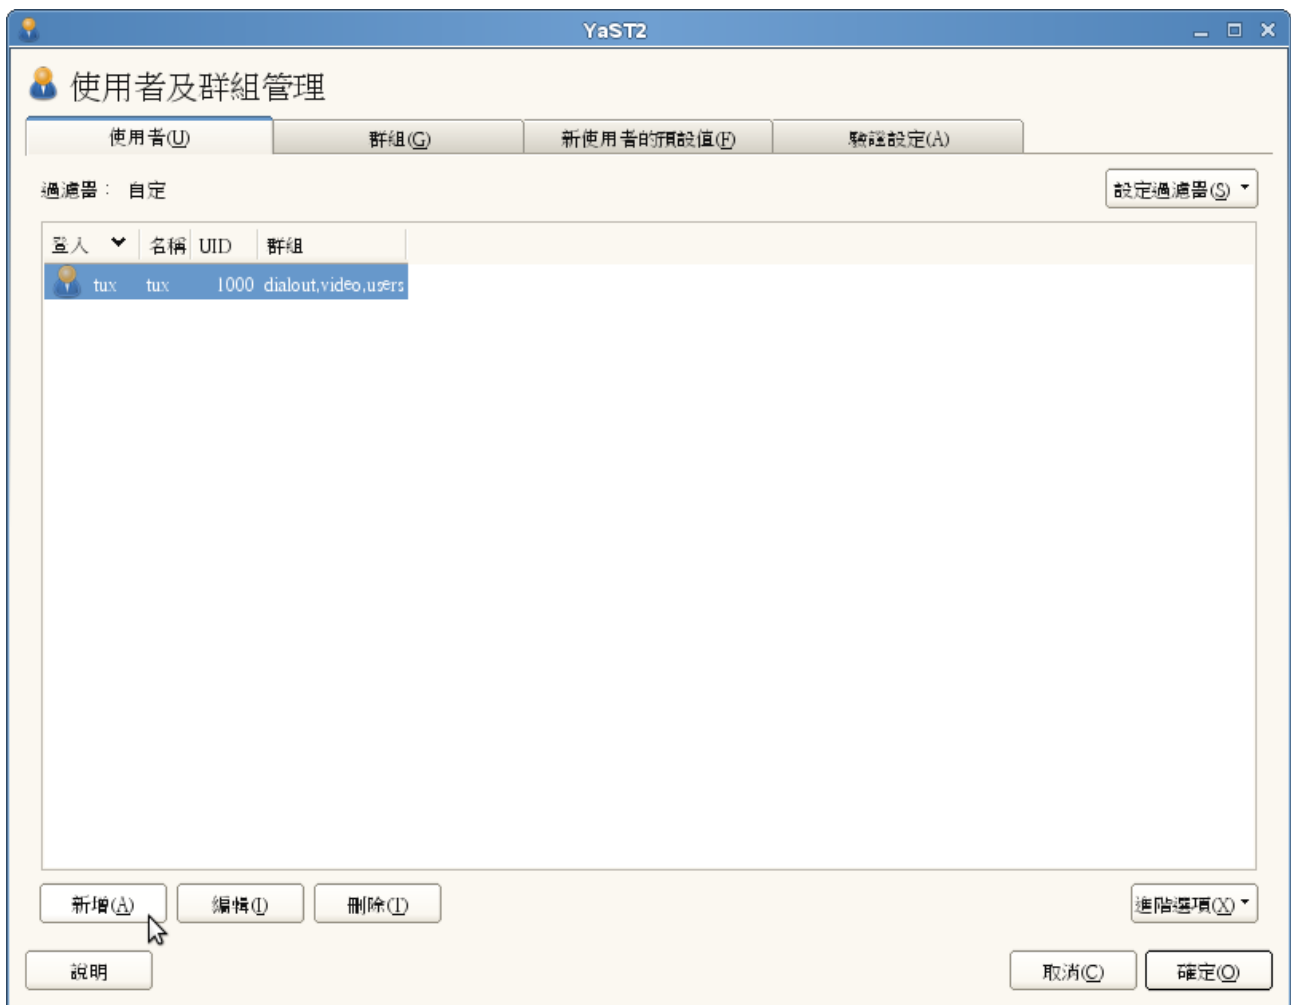 YaST2
使用者及群組管理
使用者(U) 群組(G) 新使用者的預設值(F) 驗證設定(A)
過濾器： 自定 設定過濾器(S)
登入 名稱 UID 群組
tux tux 1000 dialout,video,users
新增(A) 編輯(I) 刪除(T) 進階選項(X)
說明 取消(C) 確定(O)